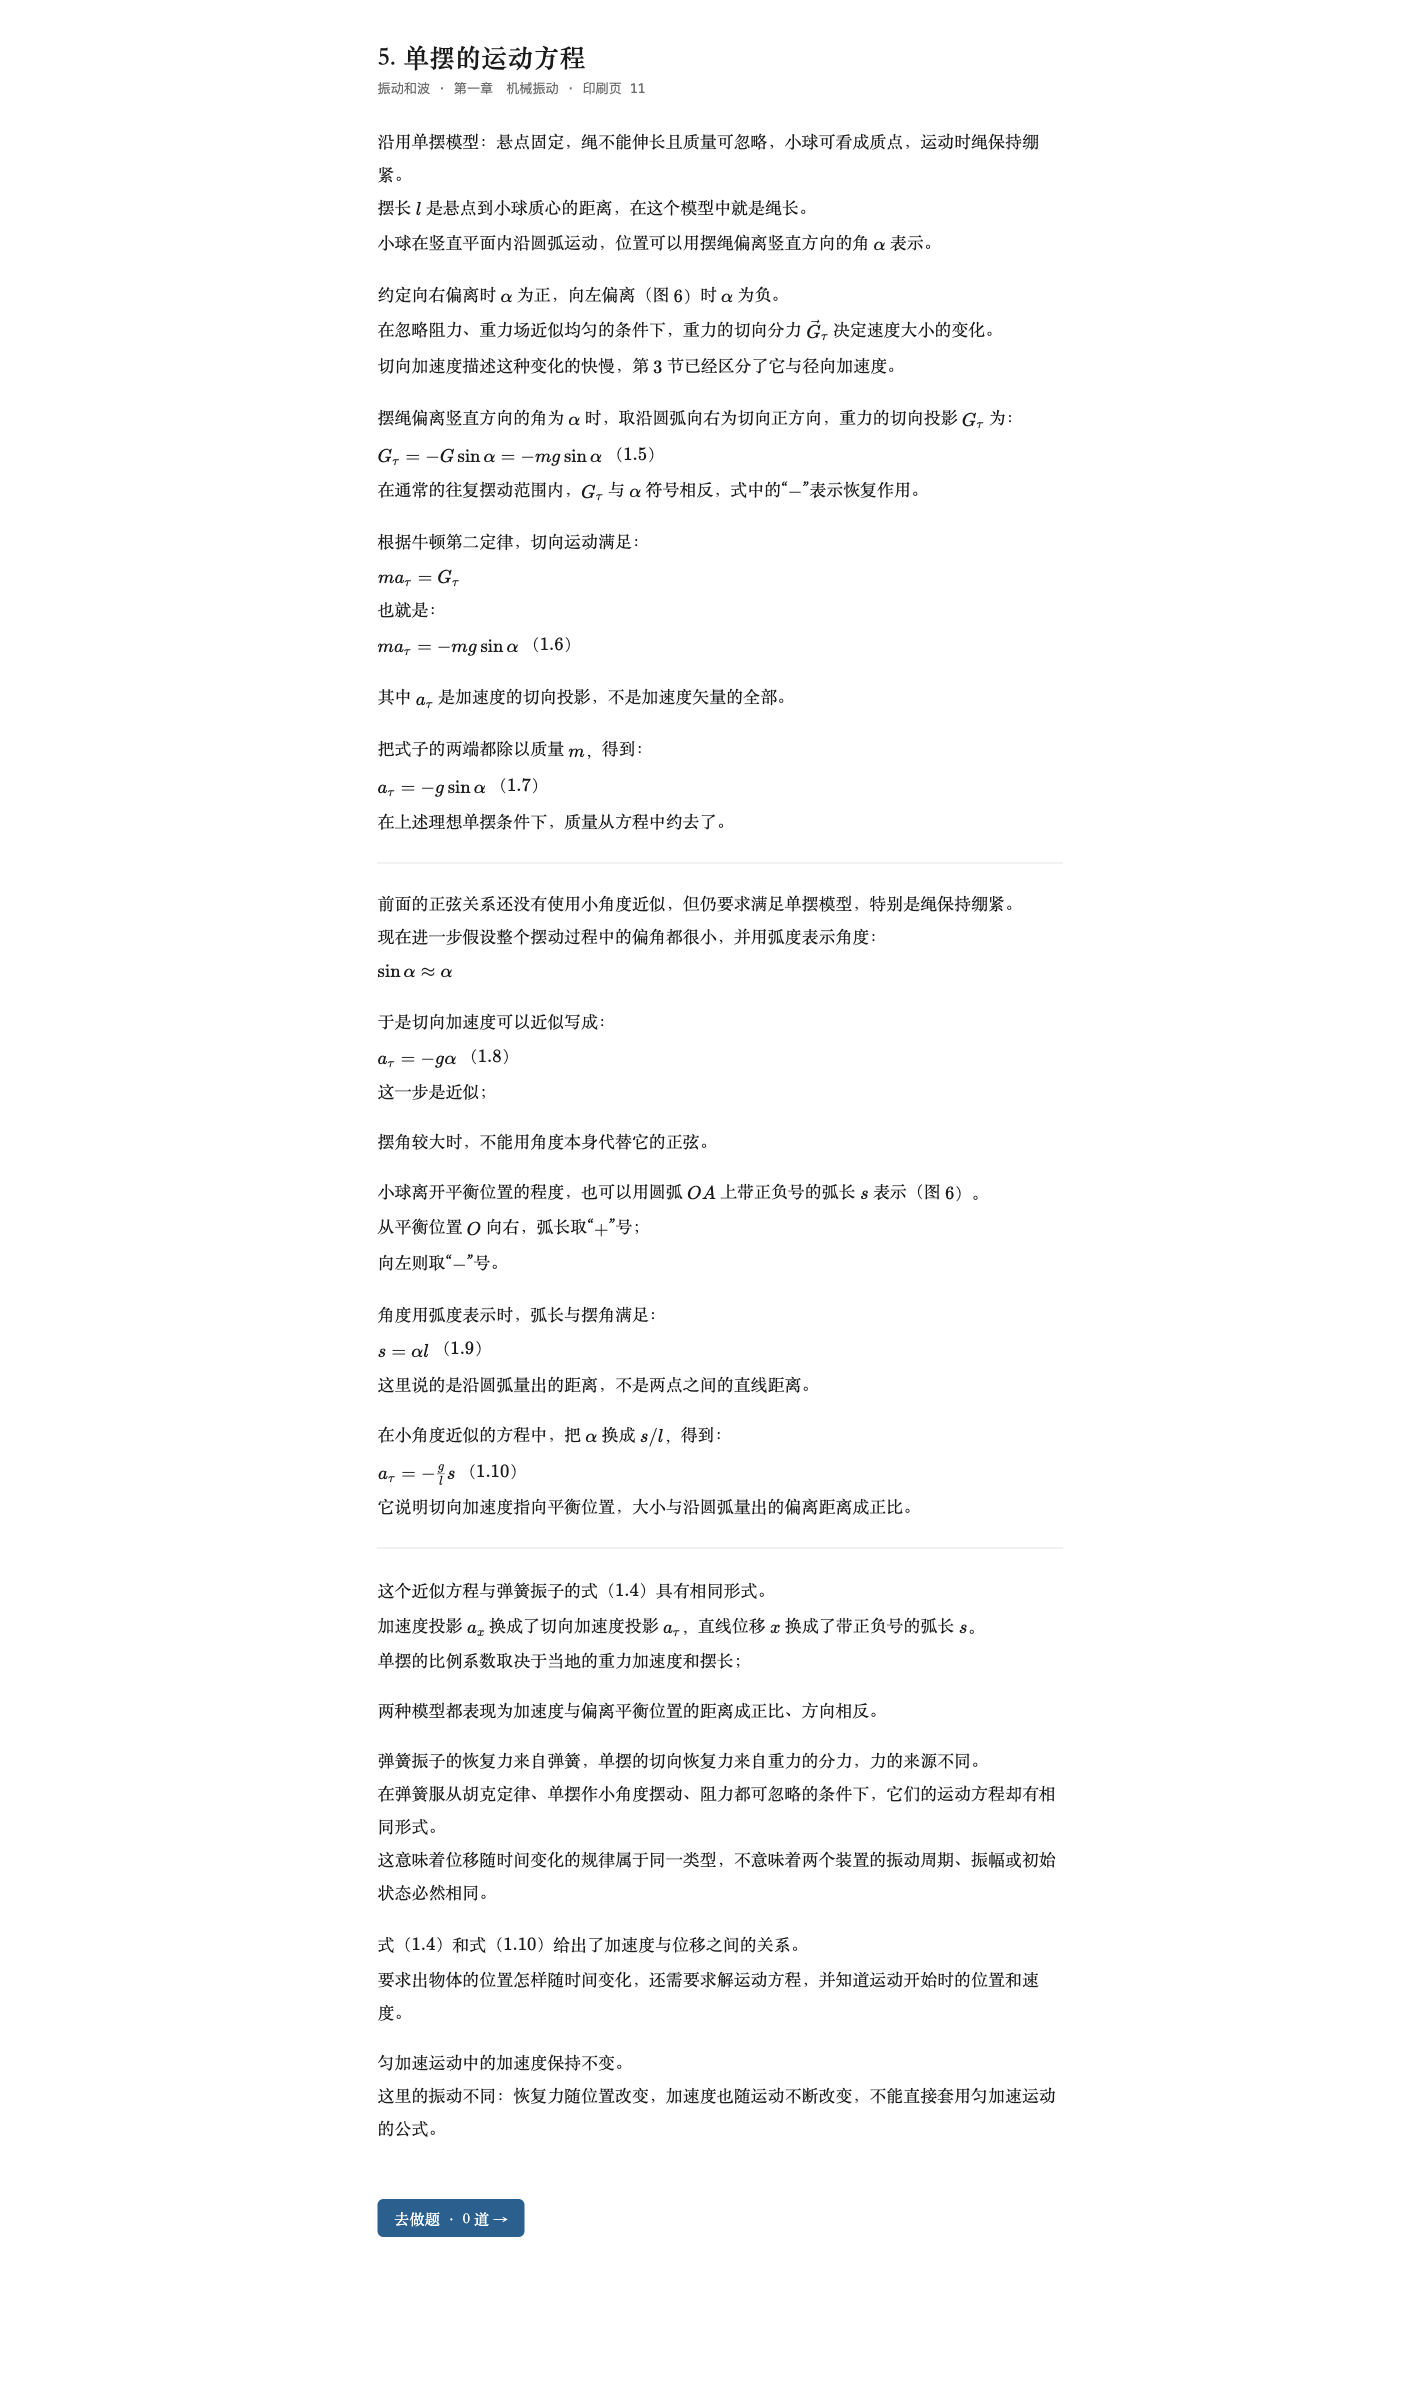 5. 单摆的运动方程
振动和波 · 第一章 机械振动 · 印刷页 11
沿用单摆模型：悬点固定，绳不能伸长且质量可忽略，小球可看成质点，运动时绳保持绷
紧。
摆长 l 是悬点到小球质心的距离，在这个模型中就是绳长。
小球在竖直平面内沿圆弧运动，位置可以用摆绳偏离竖直方向的角 α 表示。
约定向右偏离时 α 为正，向左偏离（图 6）时 α 为负。
在忽略阻力、重力场近似均匀的条件下，重力的切向分力 G⃗_τ 决定速度大小的变化。
切向加速度描述这种变化的快慢，第 3 节已经区分了它与径向加速度。
摆绳偏离竖直方向的角为 α 时，取沿圆弧向右为切向正方向，重力的切向投影 G_τ 为：
G_τ = −G sin α = −mg sin α （1.5）
在通常的往复摆动范围内，G_τ 与 α 符号相反，式中的“−”表示恢复作用。
根据牛顿第二定律，切向运动满足：
ma_τ = G_τ
也就是：
ma_τ = −mg sin α （1.6）
其中 a_τ 是加速度的切向投影，不是加速度矢量的全部。
把式子的两端都除以质量 m，得到：
a_τ = −g sin α （1.7）
在上述理想单摆条件下，质量从方程中约去了。
前面的正弦关系还没有使用小角度近似，但仍要求满足单摆模型，特别是绳保持绷紧。
现在进一步假设整个摆动过程中的偏角都很小，并用弧度表示角度：
sin α ≈ α
于是切向加速度可以近似写成：
a_τ = −gα （1.8）
这一步是近似；
摆角较大时，不能用角度本身代替它的正弦。
小球离开平衡位置的程度，也可以用圆弧 OA 上带正负号的弧长 s 表示（图 6）。
从平衡位置 O 向右，弧长取“+”号；
向左则取“−”号。
角度用弧度表示时，弧长与摆角满足：
s = αl （1.9）
这里说的是沿圆弧量出的距离，不是两点之间的直线距离。
在小角度近似的方程中，把 α 换成 s/l，得到：
a_τ = −g/l s （1.10）
它说明切向加速度指向平衡位置，大小与沿圆弧量出的偏离距离成正比。
这个近似方程与弹簧振子的式（1.4）具有相同形式。
加速度投影 a_x 换成了切向加速度投影 a_τ，直线位移 x 换成了带正负号的弧长 s。
单摆的比例系数取决于当地的重力加速度和摆长；
两种模型都表现为加速度与偏离平衡位置的距离成正比、方向相反。
弹簧振子的恢复力来自弹簧，单摆的切向恢复力来自重力的分力，力的来源不同。
在弹簧服从胡克定律、单摆作小角度摆动、阻力都可忽略的条件下，它们的运动方程却有相
同形式。
这意味着位移随时间变化的规律属于同一类型，不意味着两个装置的振动周期、振幅或初始
状态必然相同。
式（1.4）和式（1.10）给出了加速度与位移之间的关系。
要求出物体的位置怎样随时间变化，还需要求解运动方程，并知道运动开始时的位置和速
度。
匀加速运动中的加速度保持不变。
这里的振动不同：恢复力随位置改变，加速度也随运动不断改变，不能直接套用匀加速运动
的公式。
去做题 · 0 道 →